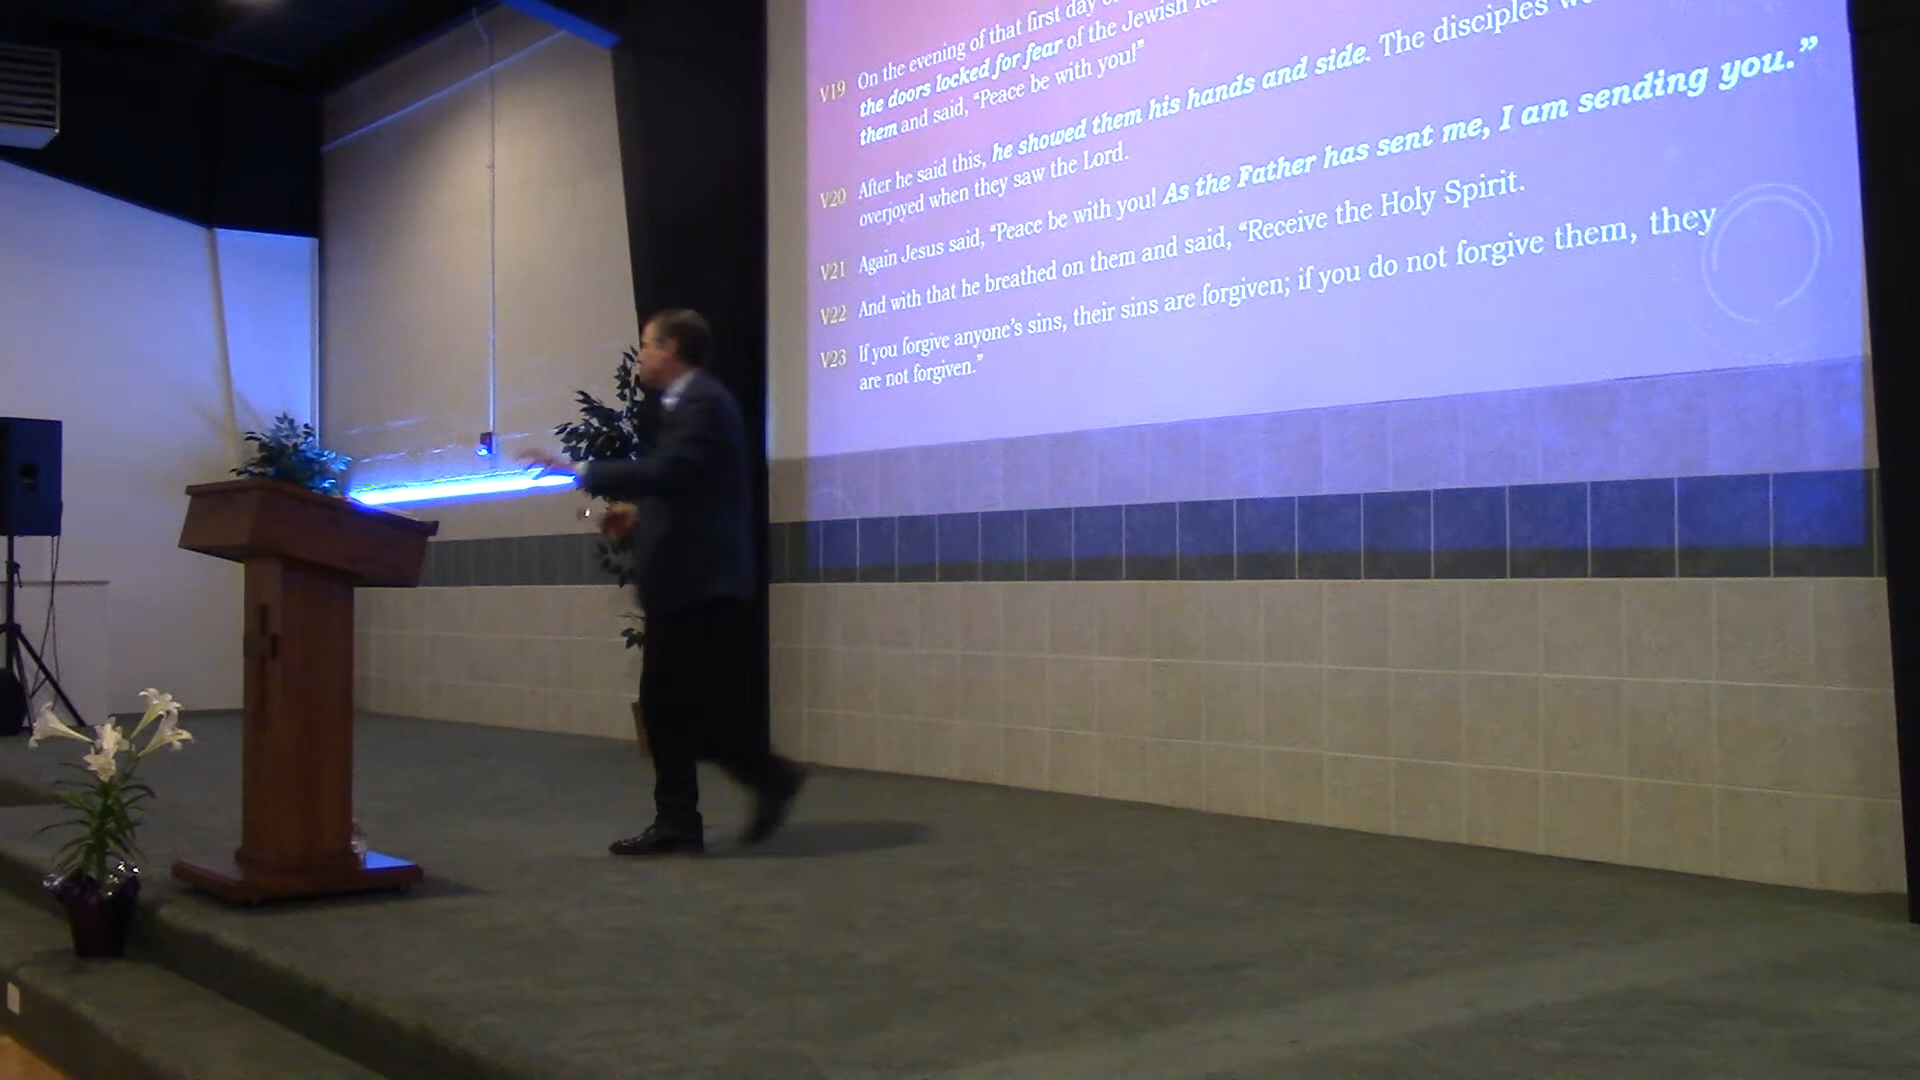 V19 On the evening of that first day
the doors locked for fear of the Jewish
them and said, “Peace be with you!”
V20 After he said this, he showed them his hands and side. The disciples
overjoyed when they saw the Lord.
V21 Again Jesus said, “Peace be with you! As the Father has sent me, I am sending you.”
V22 And with that he breathed on them and said, “Receive the Holy Spirit.
V23 If you forgive anyone’s sins, their sins are forgiven; if you do not forgive them, they
are not forgiven.”